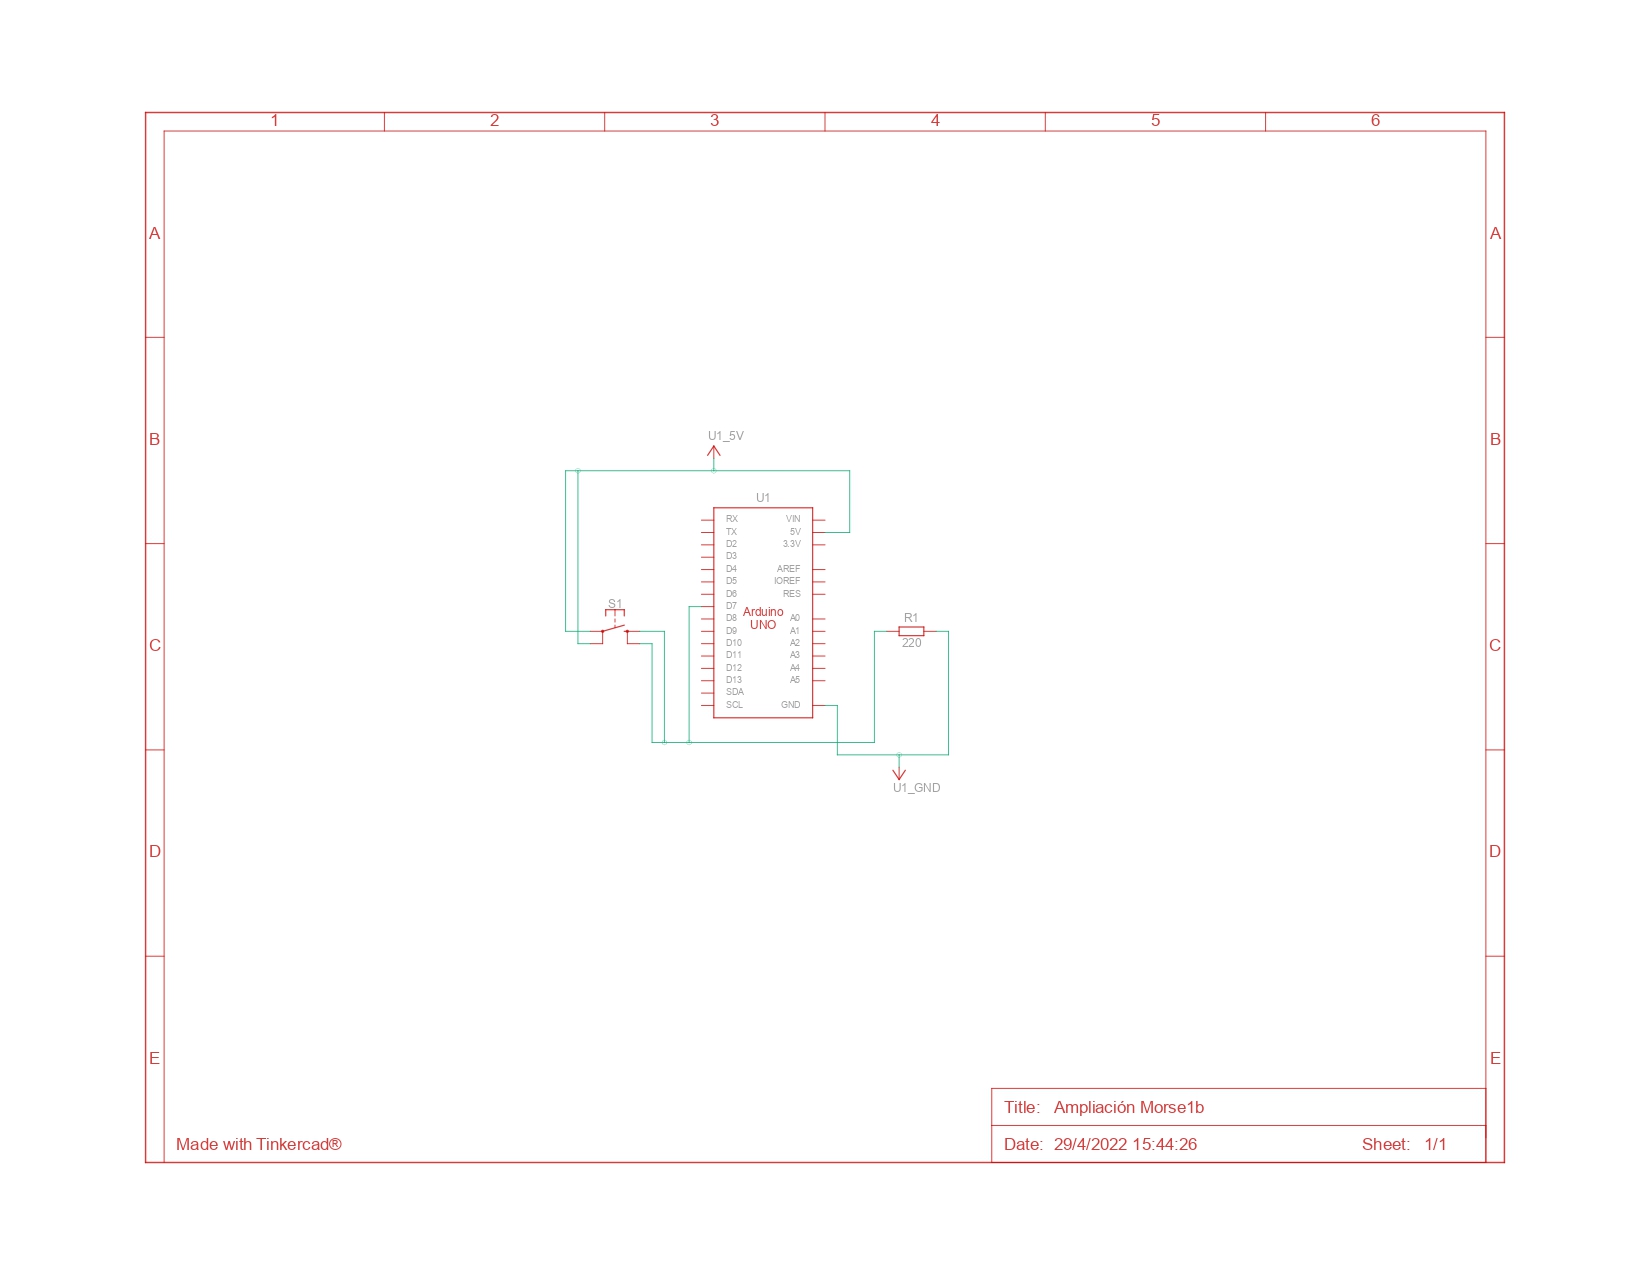 1 2 3 4 5 6
A A
B B
U1_5V
U1
RX VIN
TX 5V
D2 3.3V
D3
D4 AREF
D5 IOREF
D6 RES
D7
D8 A0
D9 A1
D10 A2
D11 A3
D12 A4
D13 A5
SDA
SCL GND
Arduino
UNO
S1
R1
220
C C
U1_GND
D D
E E
Title: Ampliación Morse1b
Made with Tinkercad®
Date: 29/4/2022 15:44:26 Sheet: 1/1